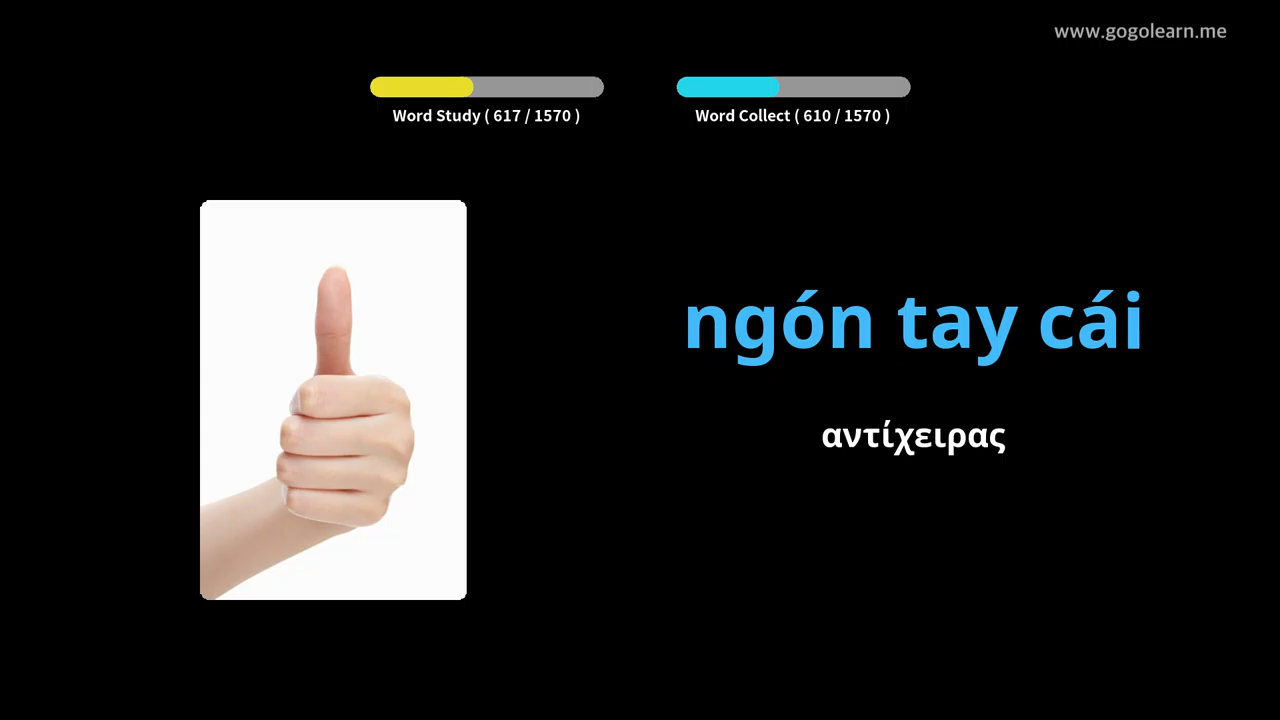 www.gogolearn.me
Word Study ( 617 / 1570 )
Word Collect ( 610 / 1570 )
ngón tay cái
αντίχειρας